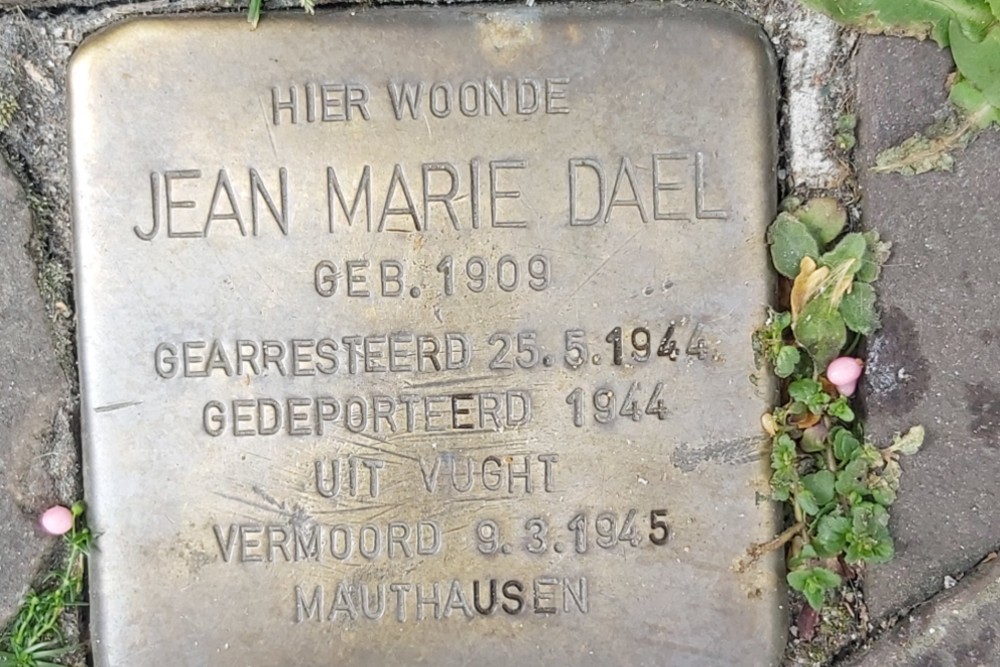 HIER WOONDE
JEAN MARIE DAEL
GEB. 1909
GEARRESTEERD 25.5.1944
GEDEPORTEERD 1944
UIT VUGHT
VERMOORD 9.3.1945
MAUTHAUSEN